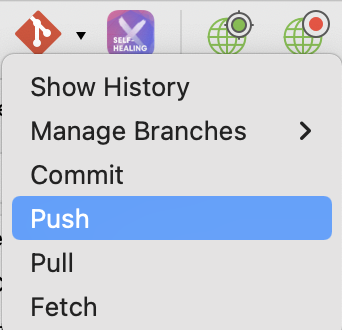 SELF
HEALING
Show History
Manage Branches
Commit
Push
Pull
Fetch